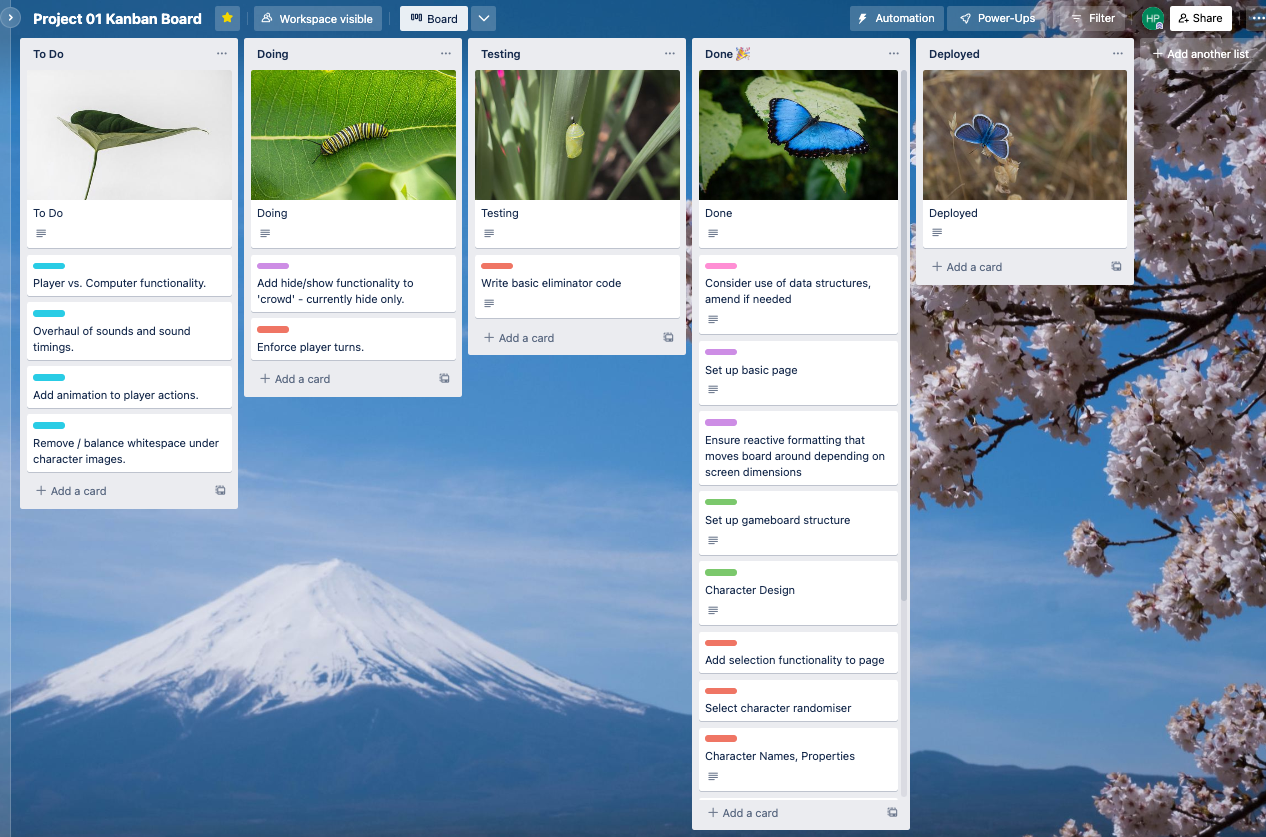 Project 01 Kanban Board
Workspace visible
Board
Automation
Power-Ups
Filter
HP
Share
To Do
To Do
Player vs. Computer functionality.
Overhaul of sounds and sound
timings.
Add animation to player actions.
Remove / balance whitespace under
character images.
+ Add a card
Doing
Doing
Add hide/show functionality to
'crowd' - currently hide only.
Enforce player turns.
+ Add a card
Testing
Testing
Write basic eliminator code
+ Add a card
Done 🎉
Done
Consider use of data structures,
amend if needed
Set up basic page
Ensure reactive formatting that
moves board around depending on
screen dimensions
Set up gameboard structure
Character Design
Add selection functionality to page
Select character randomiser
Character Names, Properties
+ Add a card
Deployed
Deployed
+ Add a card
+ Add another list